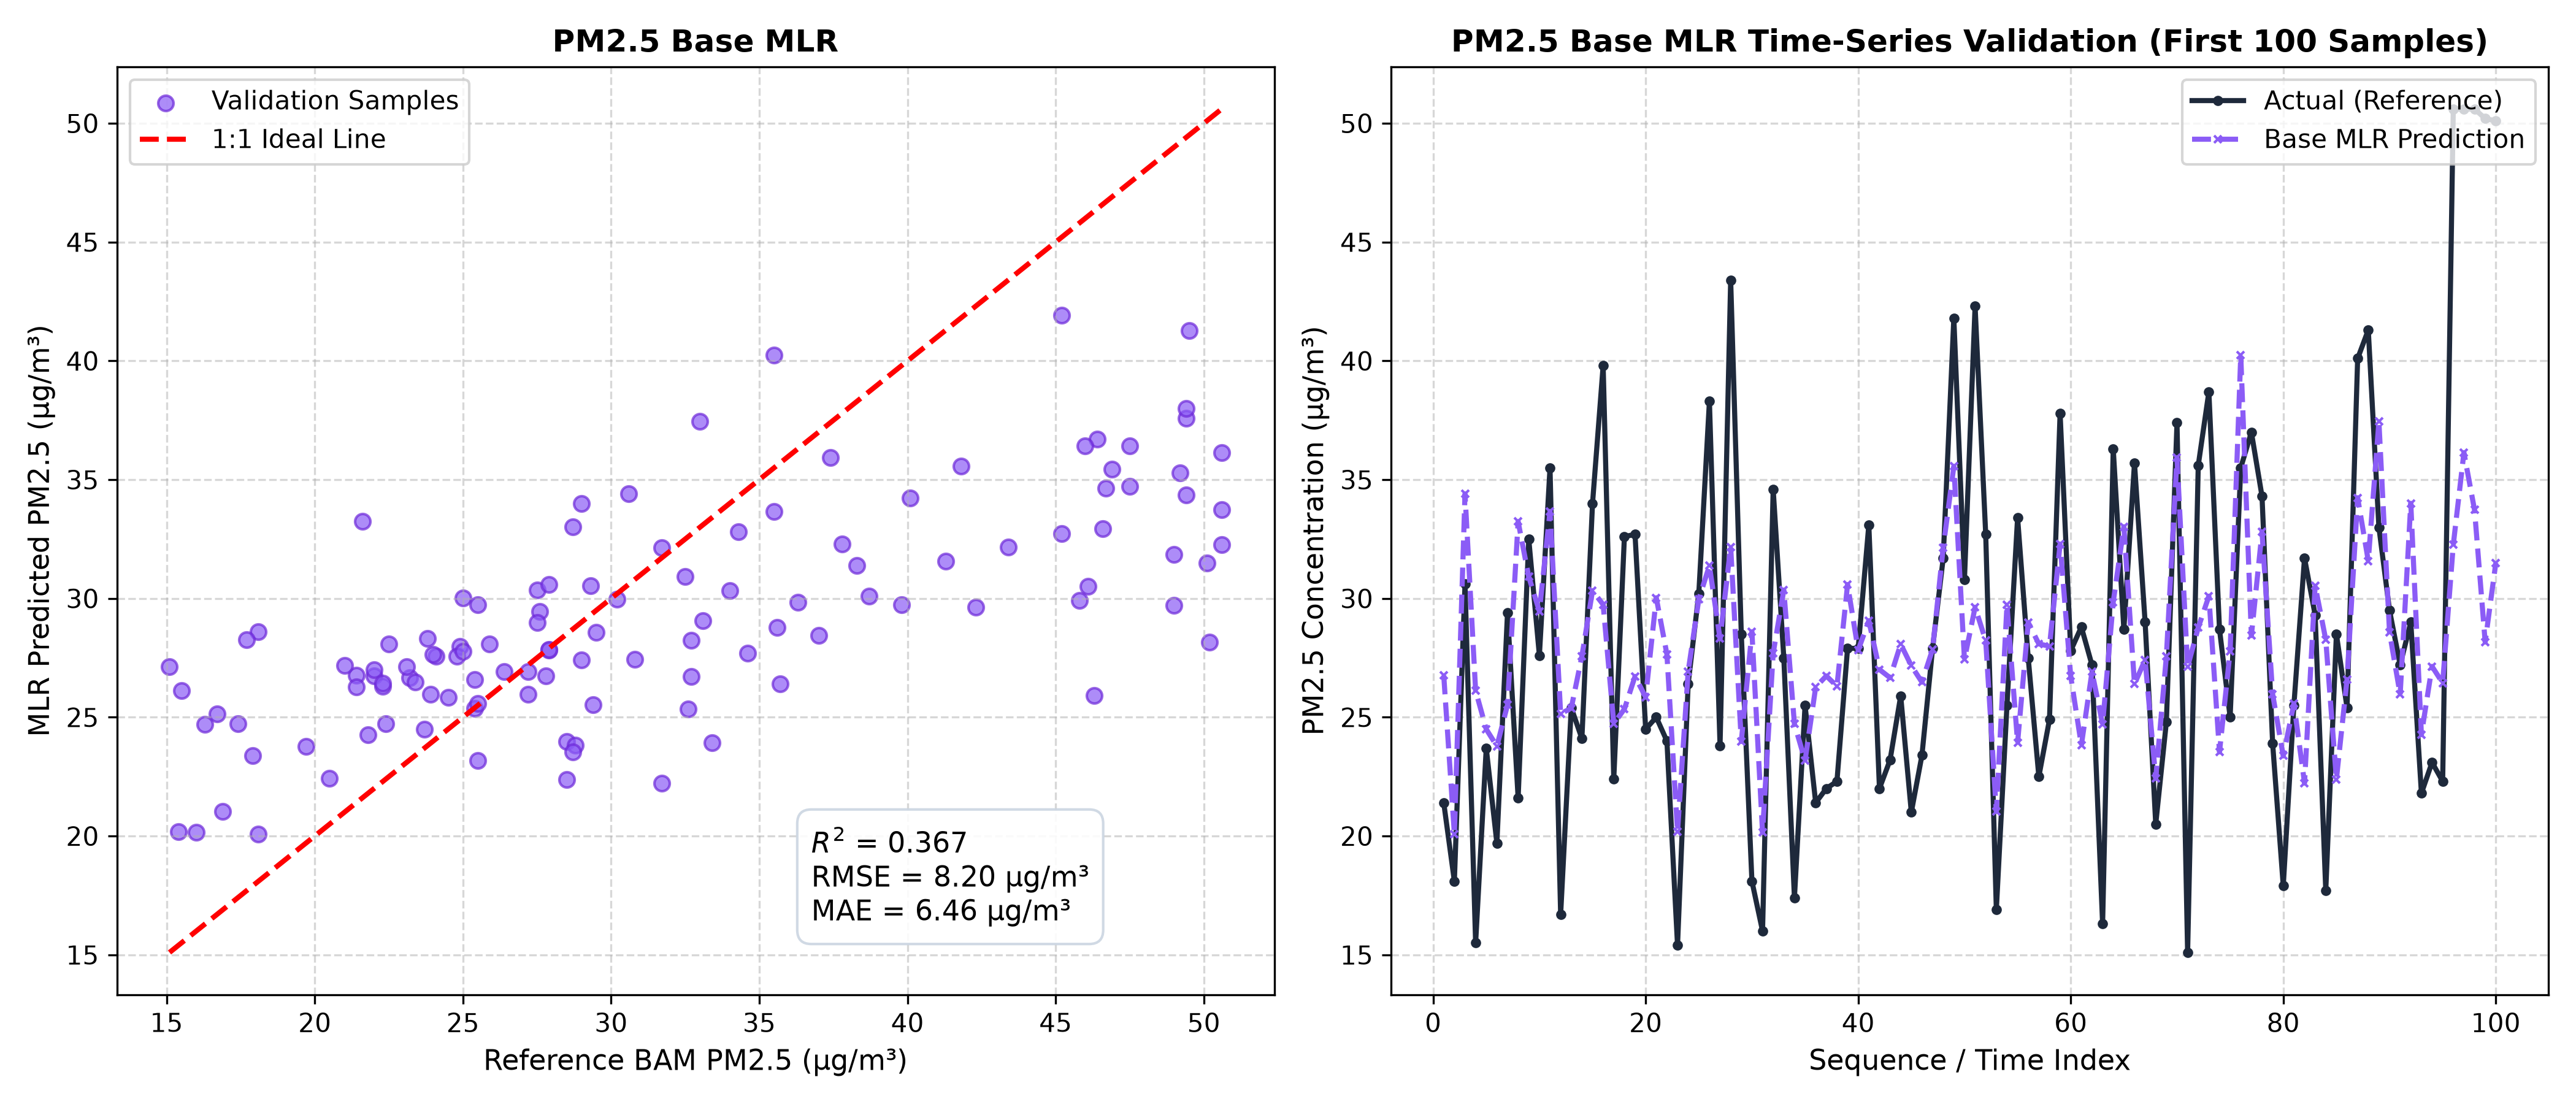 PM2.5 Base MLR
Validation Samples
1:1 Ideal Line
MLR Predicted PM2.5 (µg/m³)
50
45
40
35
30
25
20
15
R² = 0.367
RMSE = 8.20 µg/m³
MAE = 6.46 µg/m³
15 20 25 30 35 40 45 50
Reference BAM PM2.5 (µg/m³)
PM2.5 Base MLR Time-Series Validation (First 100 Samples)
Actual (Reference)
Base MLR Prediction
PM2.5 Concentration (µg/m³)
50
45
40
35
30
25
20
15
0 20 40 60 80 100
Sequence / Time Index